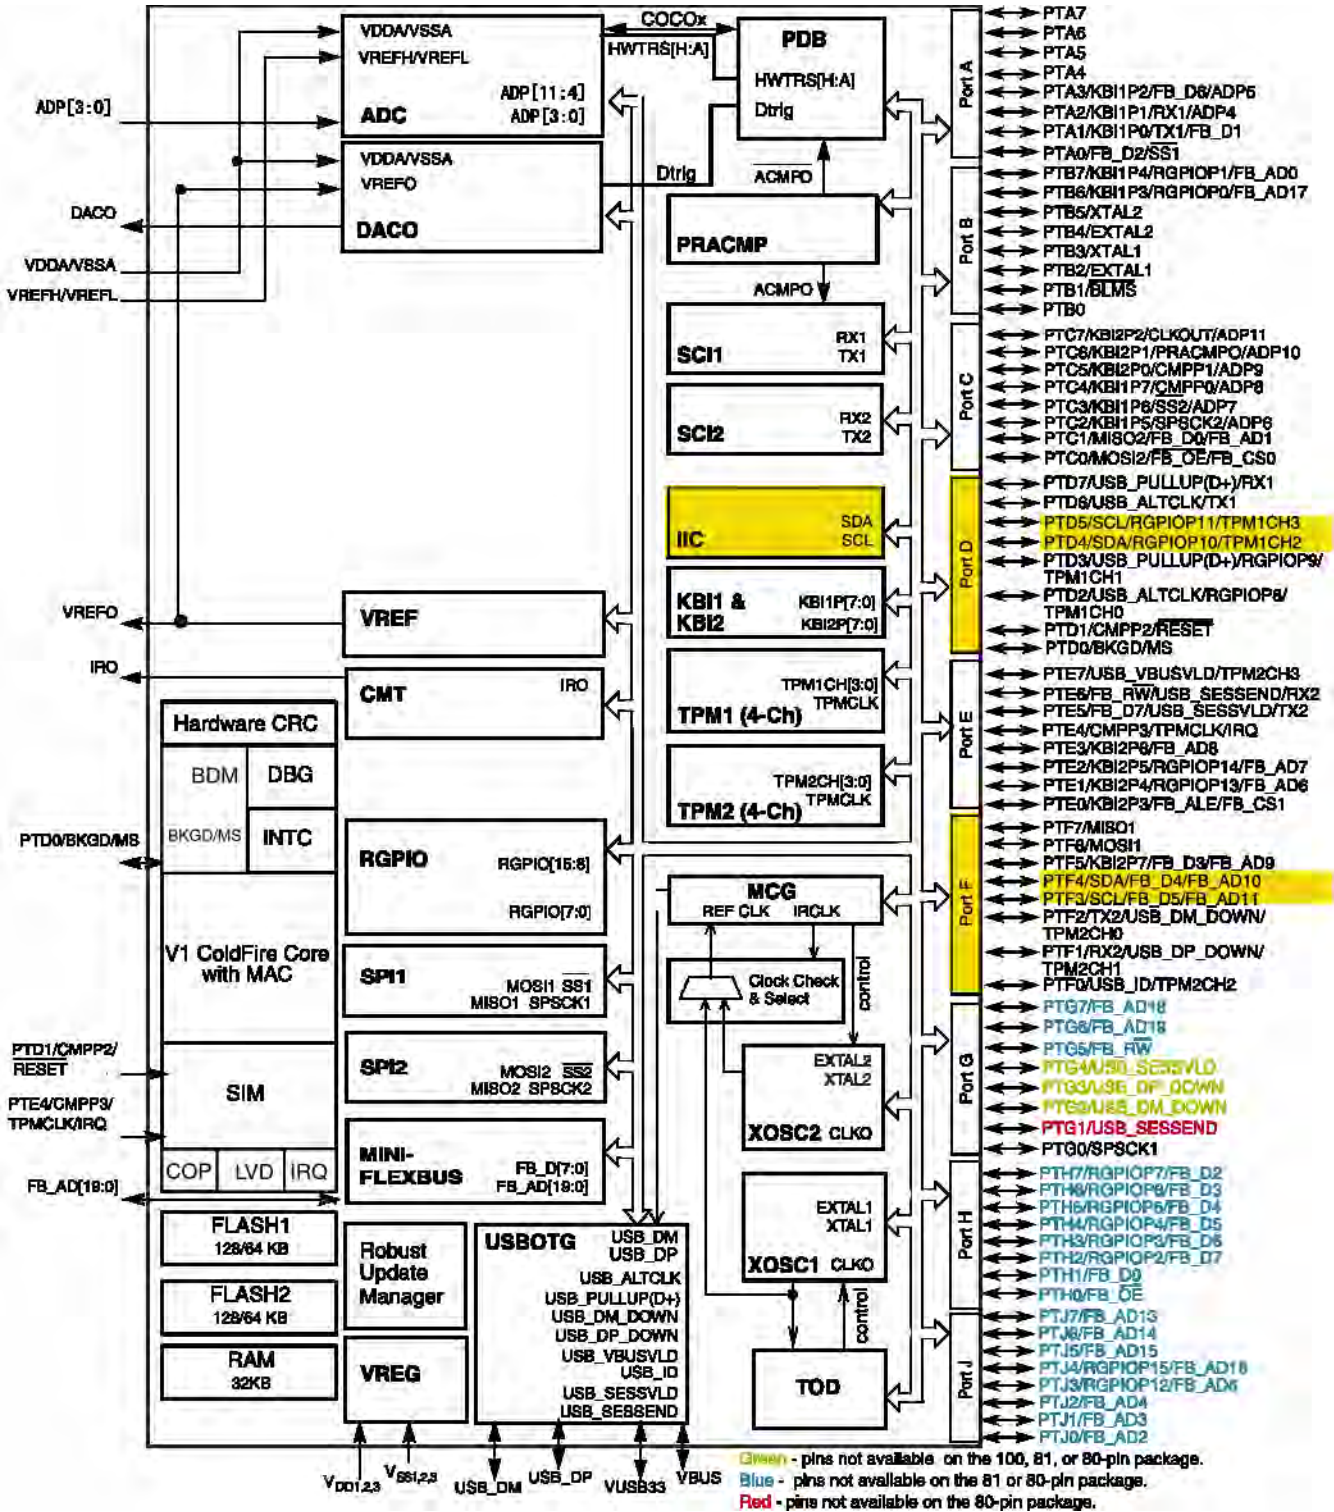 VDDA/VSSA
VREFH/VREFL
ADP[11:4]
ADP[3:0]
ADC
ADP[3:0]
COCOx
HWTRS[H:A]
PDB
HWTRS[H:A]
Dtrig
VDDA/VSSA
VREFO
DACO
Dtrig
DACO
VDDA/VSSA
VREFH/VREFL
ACMPO
PRACMP
ACMPO
SCI1
RX1
TX1
SCI2
RX2
TX2
IIC
SDA
SCL
KBI1 &
KBI2
KBI1P[7:0]
KBI2P[7:0]
TPM1CH[3:0]
TPMCLK
TPM1 (4-Ch)
TPM2CH[3:0]
TPMCLK
TPM2 (4-Ch)
VREFO
VREF
IRO
CMT
IRO
Hardware CRC
BDM
DBG
BKGD/MS
INTC
PTD0/BKGD/MS
V1 ColdFire Core
with MAC
SIM
PTD1/CMPP2/
RESET
PTE4/CMPP3/
TPMCLK/IRQ
COP
LVD
IRQ
FB_AD[19:0]
RGPIO
RGPIO[15:8]
RGPIO[7:0]
SPI1
MOSI1 SS1
MISO1 SPSCK1
SPI2
MOSI2 SS2
MISO2 SPSCK2
MINI-
FLEXBUS
FB_D[7:0]
FB_AD[19:0]
MCG
REF CLK
IRCLK
Clock Check
& Select
control
EXTAL2
XTAL2
XOSC2
CLKO
EXTAL1
XTAL1
XOSC1
CLKO
control
TOD
FLASH1
128/64 KB
FLASH2
128/64 KB
RAM
32KB
Robust
Update
Manager
VREG
USBOTG
USB_DM
USB_DP
USB_ALTCLK
USB_PULLUP(D+)
USB_DM_DOWN
USB_DP_DOWN
USB_VBUSVLD
USB_ID
USB_SESSVLD
USB_SESSEND
VDD1,2,3
VSS1,2,3
USB_DM
USB_DP
VUSB33
VBUS
Port A
PTA7
PTA6
PTA5
PTA4
PTA3/KBI1P2/FB_D6/ADP5
PTA2/KBI1P1/RX1/ADP4
PTA1/KBI1P0/TX1/FB_D1
PTA0/FB_D2/SS1
Port B
PTB7/KBI1P4/RGPIOP1/FB_AD0
PTB6/KBI1P3/RGPIOP0/FB_AD17
PTB5/XTAL2
PTB4/EXTAL2
PTB3/XTAL1
PTB2/EXTAL1
PTB1/BLMS
PTB0
Port C
PTC7/KBI2P2/CLKOUT/ADP11
PTC6/KBI2P1/PRACMPO/ADP10
PTC5/KBI2P0/CMPP1/ADP9
PTC4/KBI1P7/CMPP0/ADP8
PTC3/KBI1P6/SS2/ADP7
PTC2/KBI1P5/SPSCK2/ADP6
PTC1/MISO2/FB_D0/FB_AD1
PTC0/MOSI2/FB_OE/FB_CS0
Port D
PTD7/USB_PULLUP(D+)/RX1
PTD6/USB_ALTCLK/TX1
PTD5/SCL/RGPIOP11/TPM1CH3
PTD4/SDA/RGPIOP10/TPM1CH2
PTD3/USB_PULLUP(D+)/RGPIOP9/
TPM1CH1
PTD2/USB_ALTCLK/RGPIOP8/
TPM1CH0
PTD1/CMPP2/RESET
PTD0/BKGD/MS
Port E
PTE7/USB_VBUSVLD/TPM2CH3
PTE6/FB_RW/USB_SESSEND/RX2
PTE5/FB_D7/USB_SESSVLD/TX2
PTE4/CMPP3/TPMCLK/IRQ
PTE3/KBI2P6/FB_AD8
PTE2/KBI2P5/RGPIOP14/FB_AD7
PTE1/KBI2P4/RGPIOP13/FB_AD6
PTE0/KBI2P3/FB_ALE/FB_CS1
Port F
PTF7/MISO1
PTF6/MOSI1
PTF5/KBI2P7/FB_D3/FB_AD9
PTF4/SDA/FB_D4/FB_AD10
PTF3/SCL/FB_D5/FB_AD11
PTF2/TX2/USB_DM_DOWN/
TPM2CH0
PTF1/RX2/USB_DP_DOWN/
TPM2CH1
PTF0/USB_ID/TPM2CH2
Port G
PTG7/FB_AD18
PTG6/FB_AD19
PTG5/FB_RW
PTG4/USB_SESSVLD
PTG3/USB_DP_DOWN
PTG2/USB_DM_DOWN
PTG1/USB_SESSEND
PTG0/SPSCK1
Port H
PTH7/RGPIOP7/FB_D2
PTH6/RGPIOP6/FB_D3
PTH5/RGPIOP5/FB_D4
PTH4/RGPIOP4/FB_D5
PTH3/RGPIOP3/FB_D6
PTH2/RGPIOP2/FB_D7
PTH1/FB_D0
PTH0/FB_OE
Port J
PTJ7/FB_AD13
PTJ6/FB_AD14
PTJ5/FB_AD15
PTJ4/RGPIOP15/FB_AD16
PTJ3/RGPIOP12/FB_AD5
PTJ2/FB_AD4
PTJ1/FB_AD3
PTJ0/FB_AD2
Green - pins not available on the 100, 81, or 80-pin package.
Blue - pins not available on the 81 or 80-pin package.
Red - pins not available on the 80-pin package.